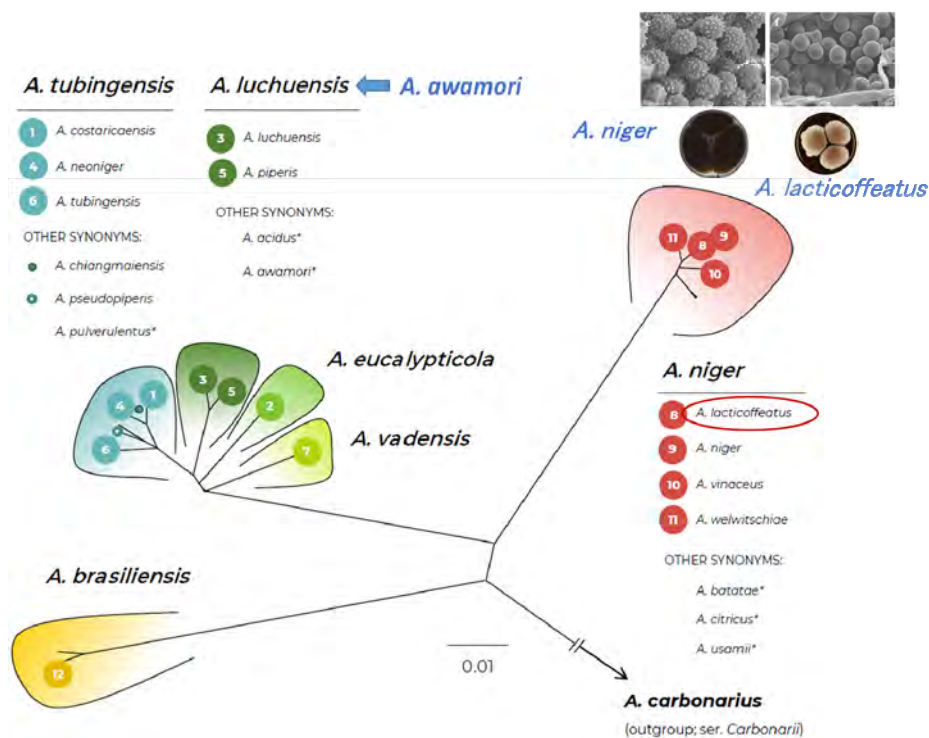 A. tubingensis
1 A. costaricaensis
4 A. neoniger
6 A. tubingensis
OTHER SYNONYMS:
A. chiangmaiensis
A. pseudopiperis
A. pulverulentus*
A. luchuensis
A. awamori
3 A. luchuensis
5 A. piperis
OTHER SYNONYMS:
A. acidus*
A. awamori*
A. niger
A. lacticoffeatus
11
8
9
10
A. eucalypticola
A. vadensis
4
1
6
3
5
2
7
A. niger
8 A. lacticoffeatus
9 A. niger
10 A. vinaceus
11 A. welwitschiae
OTHER SYNONYMS:
A. batatae*
A. citricus*
A. usamii*
A. brasiliensis
12
0.01
A. carbonarius
(outgroup; ser. Carbonarii)